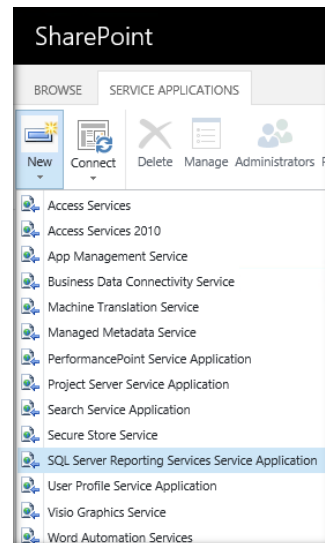 SharePoint
BROWSE SERVICE APPLICATIONS
New Connect Delete Manage Administrators
Access Services
Access Services 2010
App Management Service
Business Data Connectivity Service
Machine Translation Service
Managed Metadata Service
PerformancePoint Service Application
Project Server Service Application
Search Service Application
Secure Store Service
SQL Server Reporting Services Service Application
User Profile Service Application
Visio Graphics Service
Word Automation Services